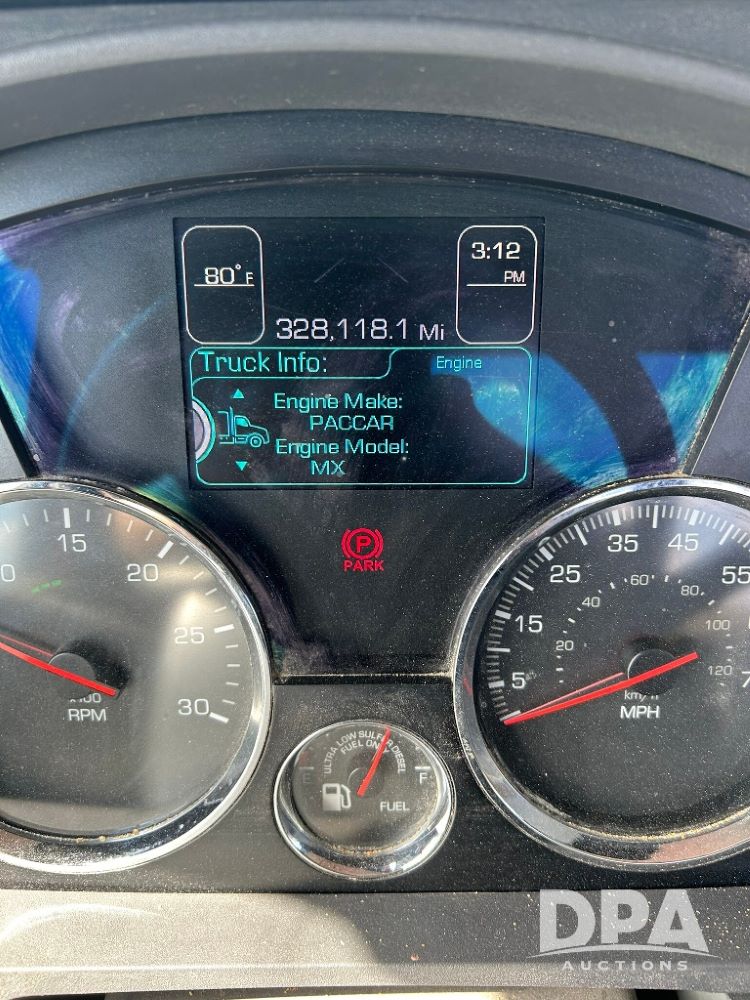 80°F
3:12
PM
328,118.1 Mi
Truck Info:
Engine
Engine Make:
PACCAR
Engine Model:
MX
P
PARK
15
20
25
30
RPM
5
15
25
35
45
55
20
40
60
80
100
120
km/h
MPH
ULTRA LOW SULFUR DIESEL
FUEL ONLY
E
F
FUEL
DPA
AUCTIONS